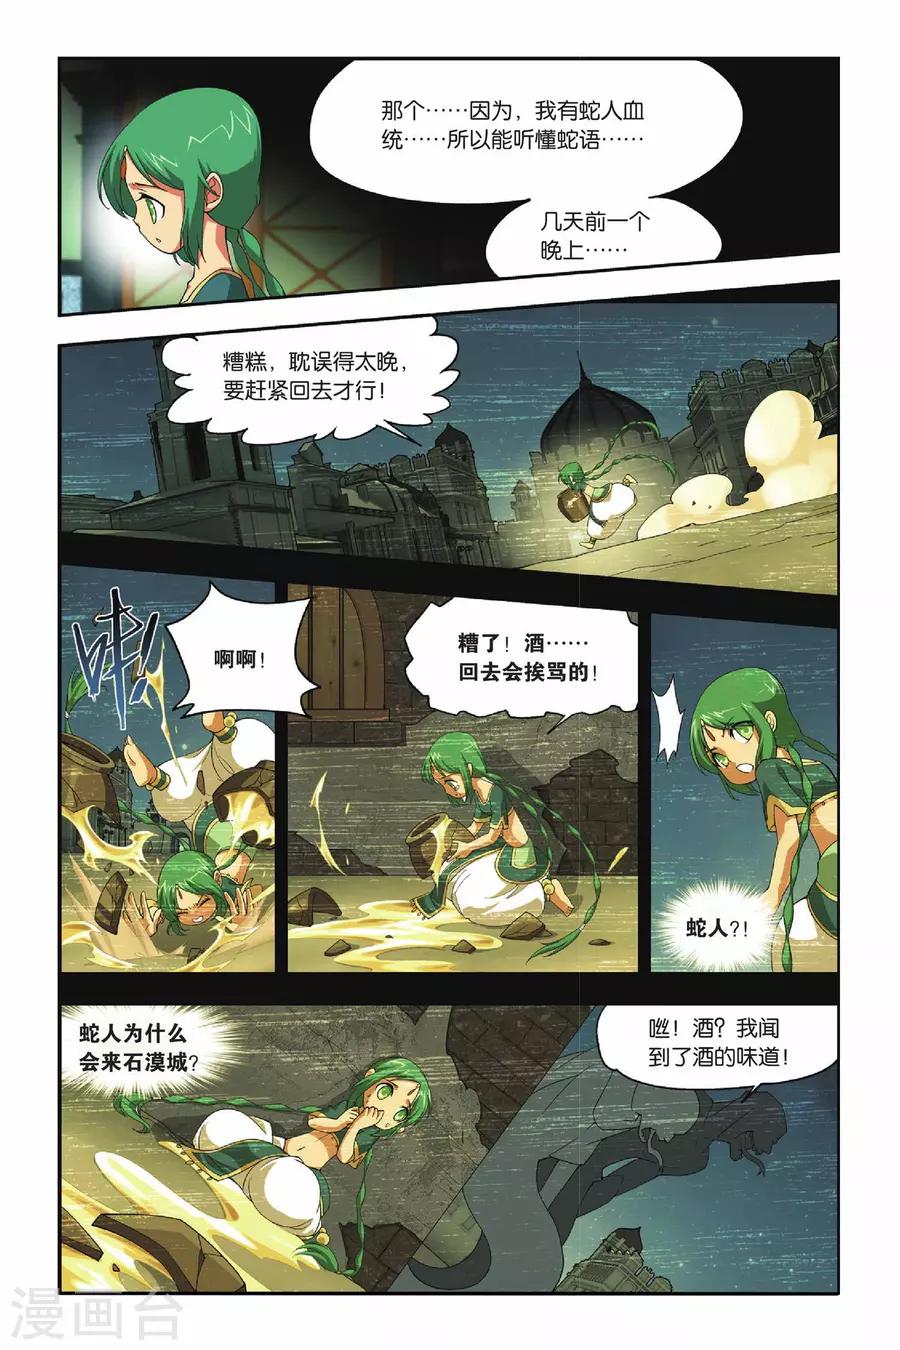 那个……因为，我有蛇人血
统……所以能听懂蛇语……
几天前一个
晚上……
糟糕，耽误得太晚，
要赶紧回去才行！
咔！
啊啊！
糟了！酒……
回去会挨骂的！
蛇人？！
蛇人为什么
会来石漠城？
咝！酒？我闻
到了酒的味道！
漫画台